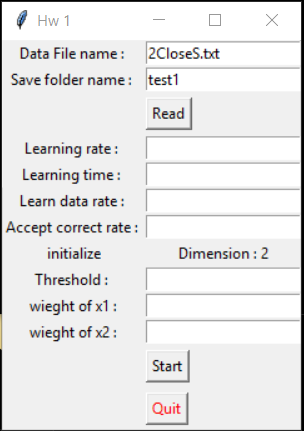 Hw 1
Data File name : 2CloseS.txt
Save folder name : test1
Read
Learning rate :
Learning time :
Learn data rate :
Accept correct rate :
initialize Dimension : 2
Threshold :
wieght of x1 :
wieght of x2 :
Start
Quit